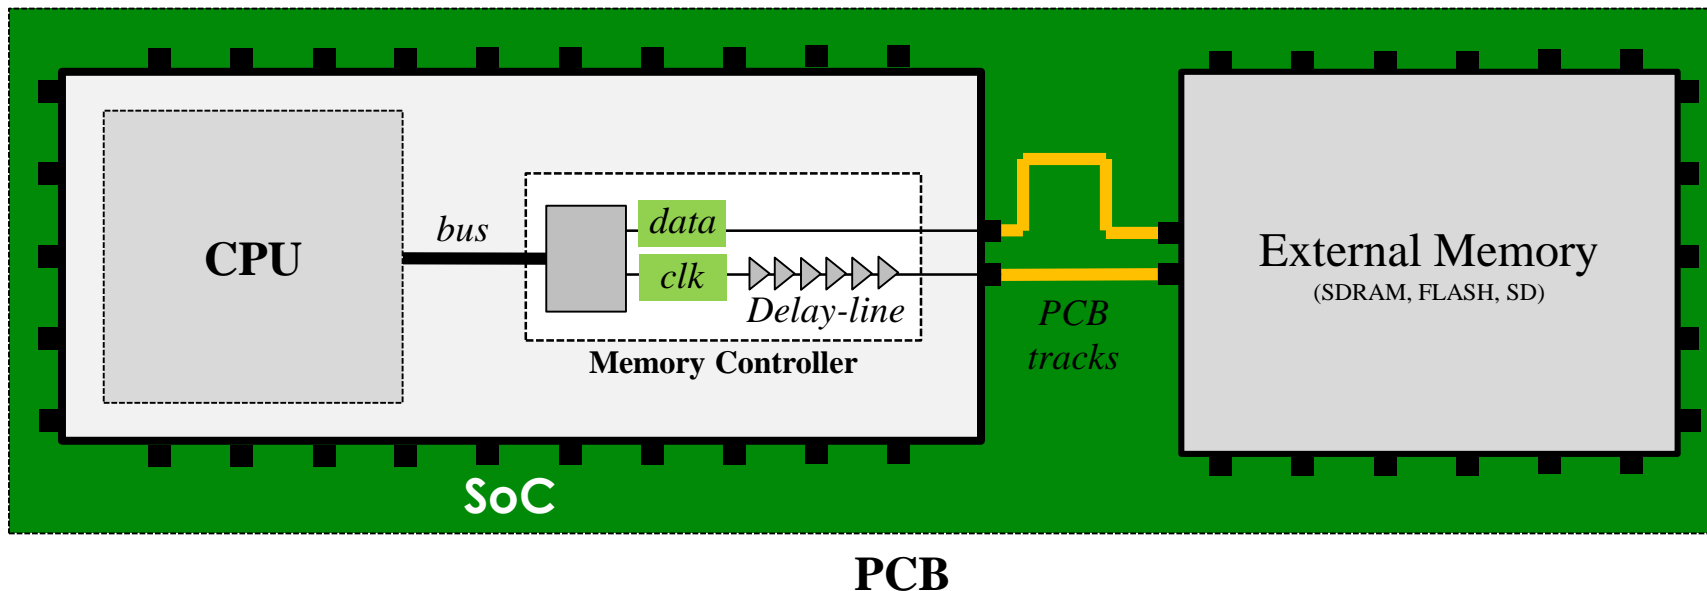 CPU
bus
data
clk
Delay-line
Memory Controller
PCB
tracks
External Memory
(SDRAM, FLASH, SD)
SoC
PCB